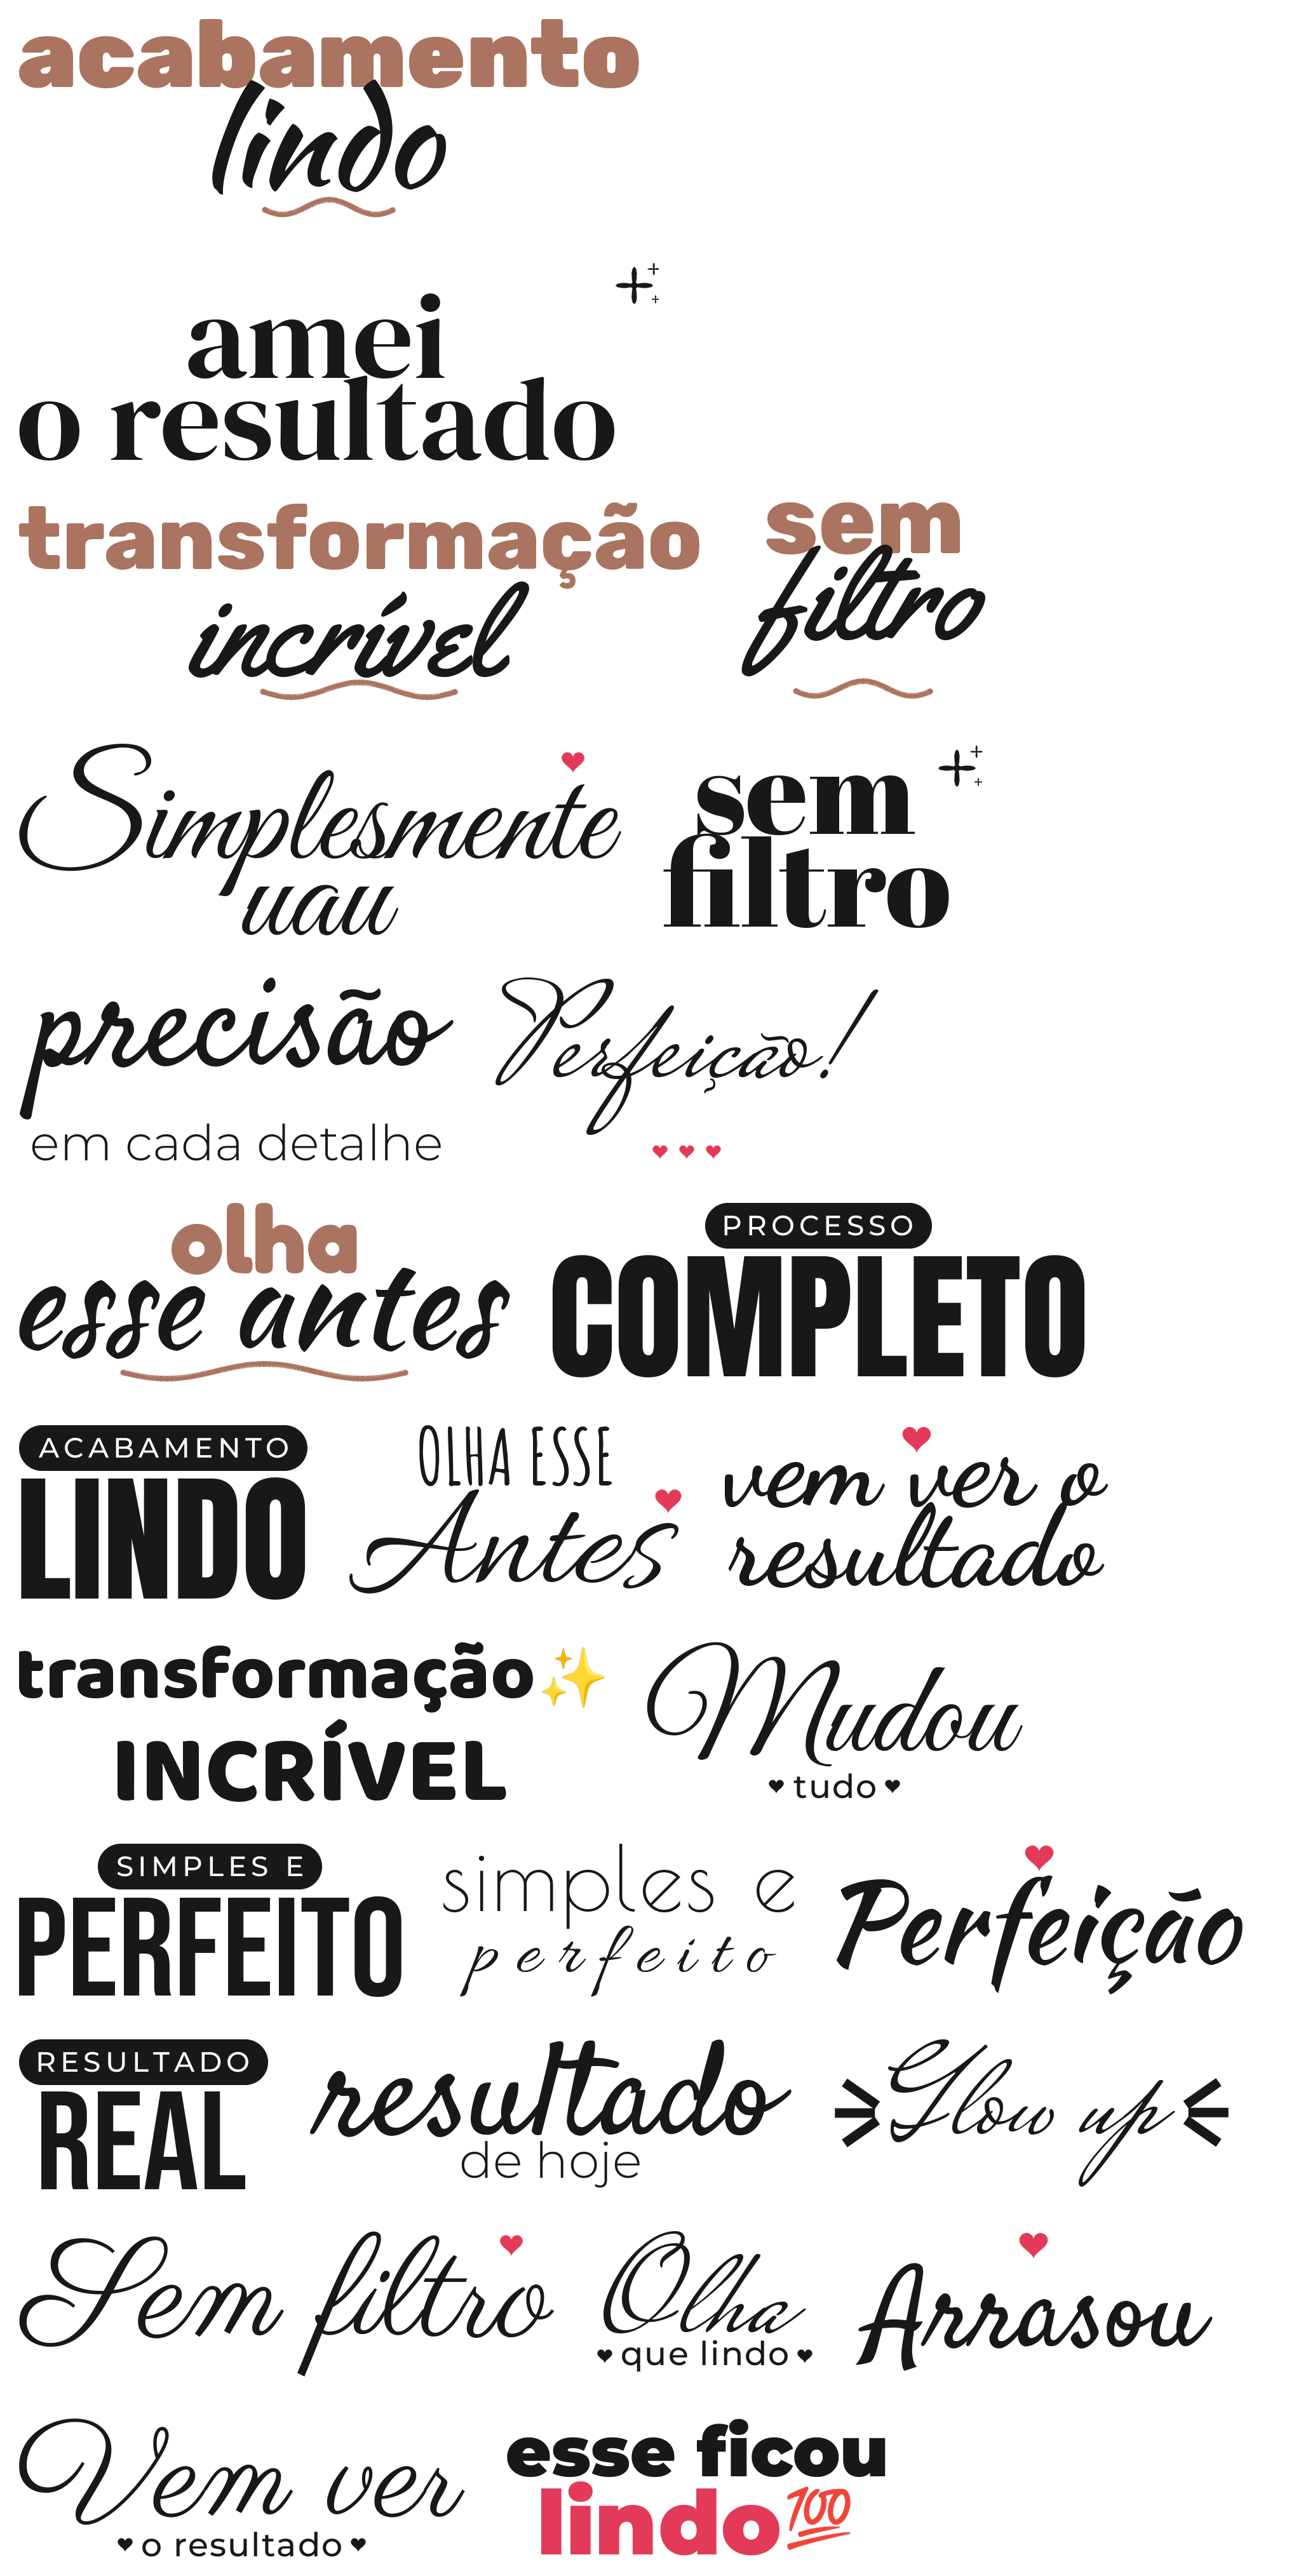 acabamento
lindo
amei
o resultado
transformação
incrível
sem
filtro
Simplesmente
uau
sem
filtro
precisão
em cada detalhe
Perfeição!
olha
esse antes
PROCESSO
COMPLETO
ACABAMENTO
LINDO
OLHA ESSE
Antes
vem ver o
resultado
transformação✨
INCRÍVEL
Mudou
tudo
SIMPLES E
PERFEITO
simples e
perfeito
Perfeição
RESULTADO
REAL
resultado
de hoje
Glow up
Sem filtro
Olha
que lindo
Arrasou
Vem ver
o resultado
esse ficou
lindo💯